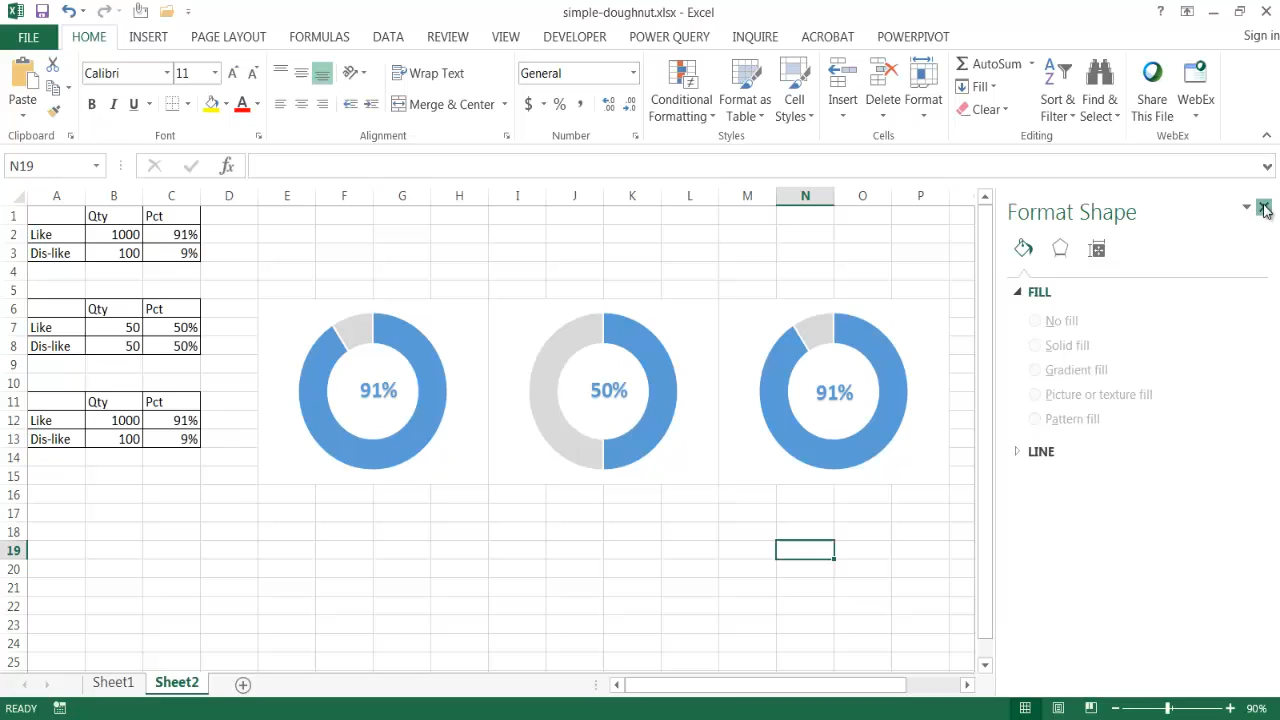 simple-doughnut.xlsx - Excel
FILE HOME INSERT PAGE LAYOUT FORMULAS DATA REVIEW VIEW DEVELOPER POWER QUERY INQUIRE ACROBAT POWERPIVOT Sign in
Calibri
Wrap Text
General
AutoSum
Fill
Clear
Merge & Center
Paste
B I U
A A
$ % ,
Conditional Formatting
Format as Table
Cell Styles
Insert Delete Format
Sort & Filter
Find & Select
Share This File
WebEx
Clipboard Font Alignment Number Styles Cells Editing WebEx
N19
fx
A B C D E F G H I J K L M N O P
1 Qty Pct
2 Like 1000 91%
3 Dis-like 100 9%
4
5
6 Qty Pct
7 Like 50 50%
8 Dis-like 50 50%
9
10
11 Qty Pct
12 Like 1000 91%
13 Dis-like 100 9%
14
15
16
17
18
19
20
21
22
23
24
25
91% 50% 91%
Format Shape
FILL
No fill
Solid fill
Gradient fill
Picture or texture fill
Pattern fill
LINE
Sheet1 Sheet2
READY
90%